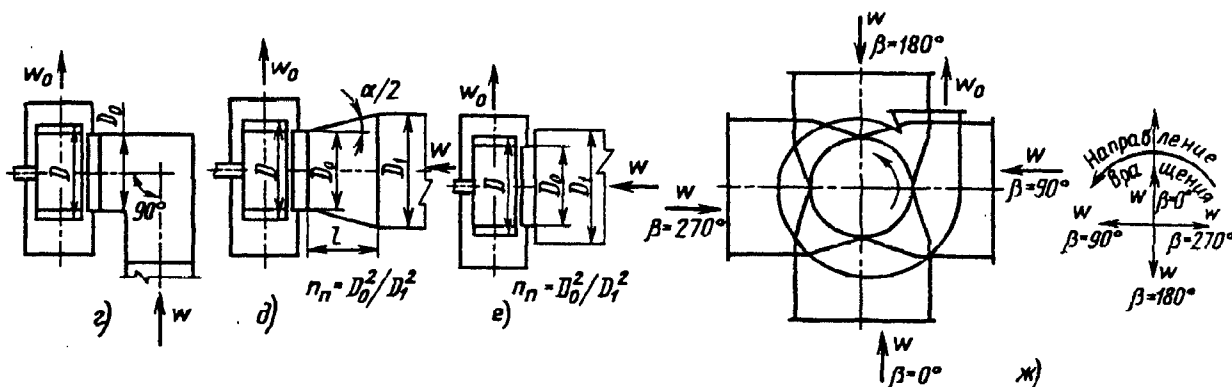 w₀
D₀
D
90°
w
г)
w₀
α/2
D
D₀
D₁
w
l
nп = D₀²/D₁²
д)
w₀
D
D₀
D₁
w
nп = D₀²/D₁²
е)
w
β=180°
w₀
w
β=270°
w
β=90°
w
β=0°
Направление
вращения
w
β=0°
w
β=90°
w
β=270°
w
β=180°
ж)